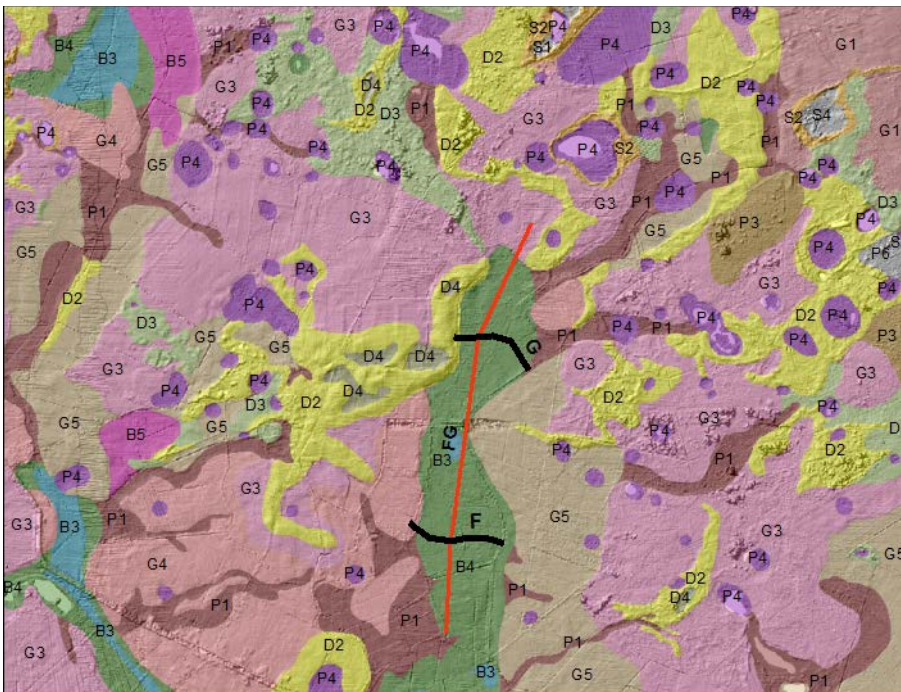 P4 S2 P4 D3 P4
B4 P1 P4 P4 S1 P4 G1
B3 B5 G3 D2 P4 D2
D4 P1 P1 P4
P4 D2 D3 G3 P4 S2 S4
P4 G4 P4 P4 D2 P4 S2 P1 G1
G5 P4 P4 P4 P4 G5 P4
G3 P1 G3 G3 P1 P4 P1 P4 D3
G5 G5 P3 P4 P4
P4 P6
D2 P4 D4 P4
D3 P4 G5 G5 P4 P1 P4 D2 P4
G3 D4 D4 P1 G P4 P3
P4 P4 D4 G3 G3
G5 G5 D3 D2 D2 G3 P4
B5 FG P4 D2 D
P4 G3 B3 P4 P1
G3 B3 P1 F G5 G3 G5
G4 P4 B4 P4
B4 P1 P1 P1 D2 D4 P4
B3 P1
G3 D2 P4 B3 G5 P1